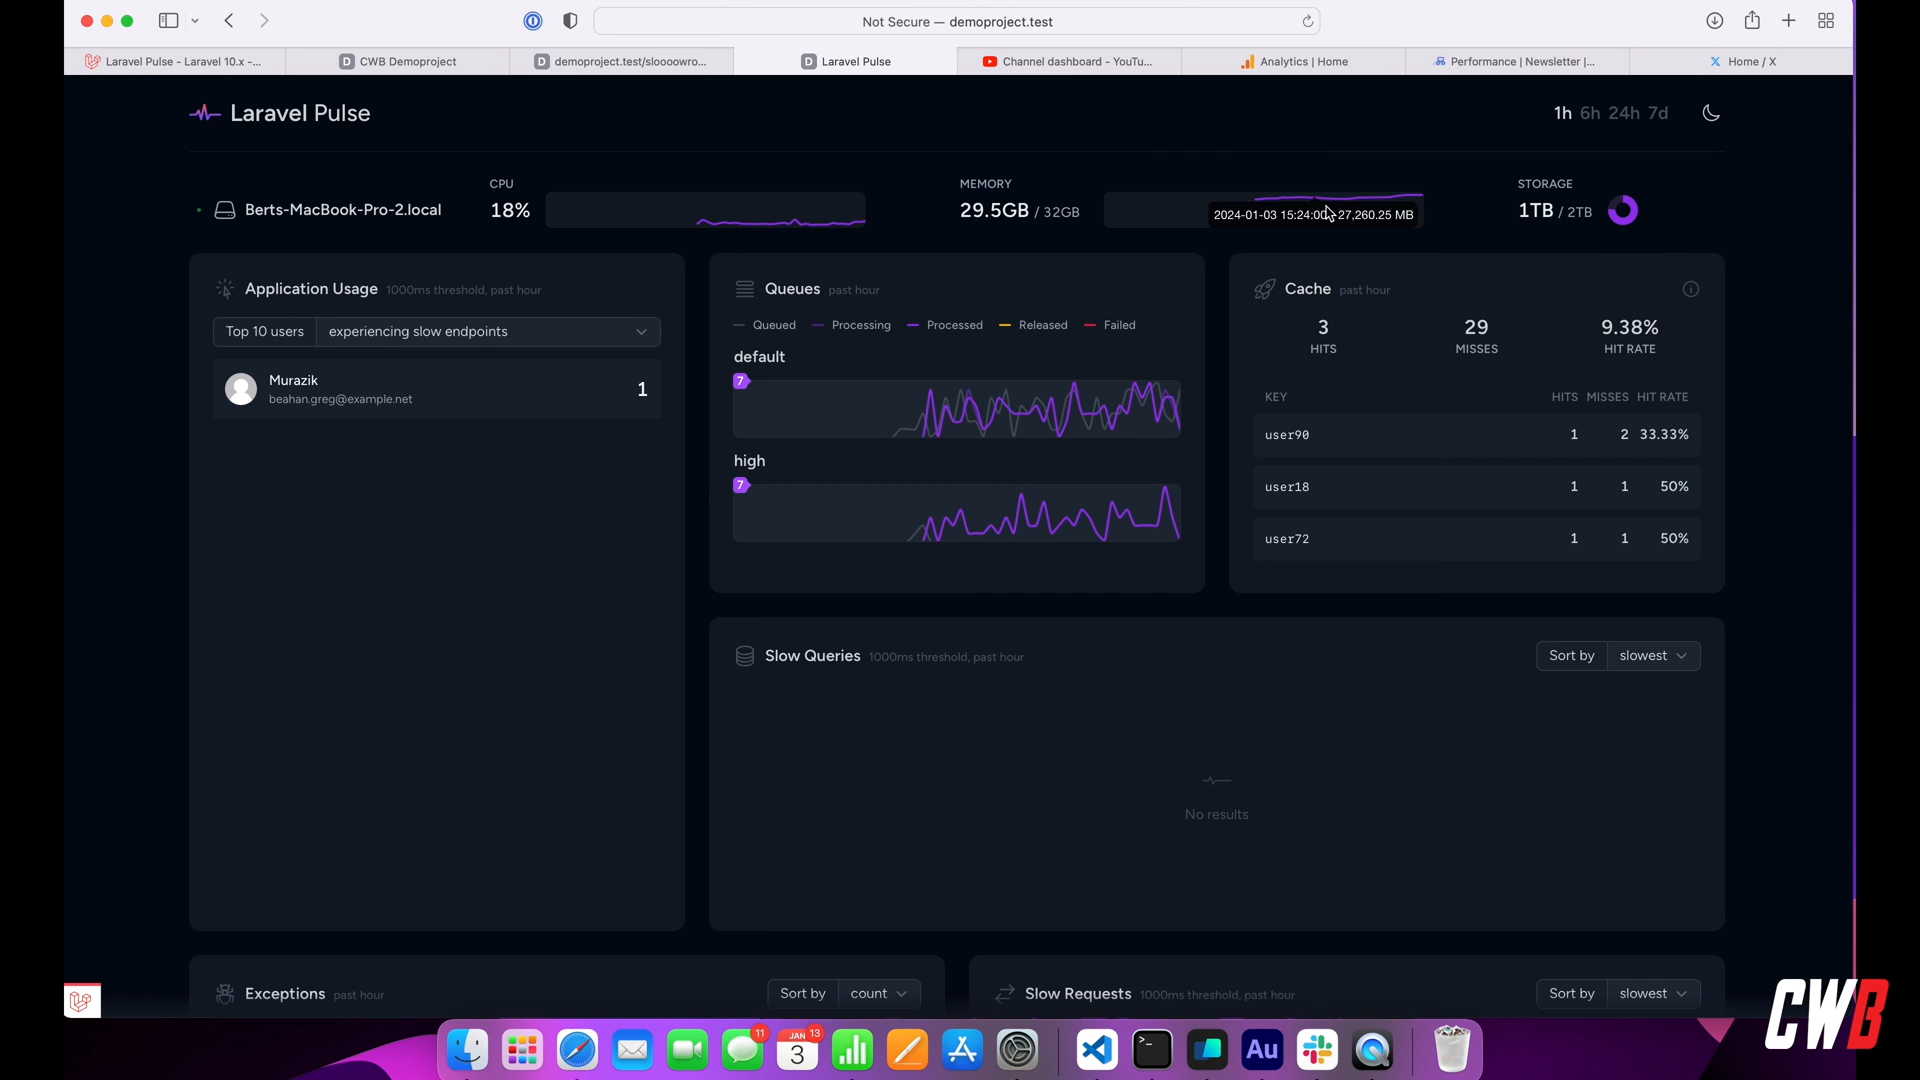 Not Secure — demoproject.test
Laravel Pulse - Laravel 10.x -...
CWB Demoproject
demoproject.test/sloooowro...
Laravel Pulse
Channel dashboard - YouTu...
Analytics | Home
Performance | Newsletter |...
Home / X
Laravel Pulse
1h 6h 24h 7d
Berts-MacBook-Pro-2.local
CPU
18%
MEMORY
29.5GB / 32GB
2024-01-03 15:24:00 27,260.25 MB
STORAGE
1TB / 2TB
Application Usage 1000ms threshold, past hour
Top 10 users experiencing slow endpoints
Murazik
beahan.greg@example.net
1
Queues past hour
Queued Processing Processed Released Failed
default
7
high
7
Cache past hour
3 29 9.38%
HITS MISSES HIT RATE
KEY HITS MISSES HIT RATE
user90 1 2 33.33%
user18 1 1 50%
user72 1 1 50%
Slow Queries 1000ms threshold, past hour
Sort by slowest
No results
Exceptions past hour
Sort by count
Slow Requests 1000ms threshold, past hour
Sort by slowest
CWB
11
JAN 13
3
>_
Au